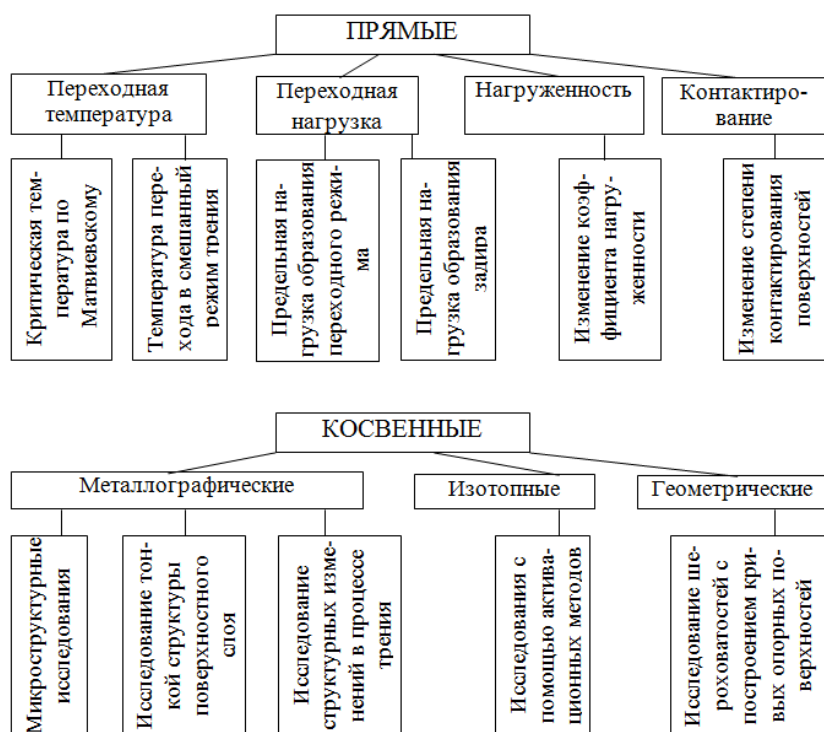 ПРЯМЫЕ
Переходная
температура
Переходная
нагрузка
Нагруженность
Контактиро-
вание
Критическая тем-
пература по
Матвиевскому
Температура пере-
хода в смешанный
режим трения
Предельная на-
грузка образования
переходного режи-
ма
Предельная на-
грузка образования
задира
Изменение коэф-
фициента нагру-
женности
Изменение степени
контактирования
поверхностей
КОСВЕННЫЕ
Металлографические
Изотопные
Геометрические
Микроструктурные
исследования
Исследование тон-
кой структуры
поверхностного
слоя
Исследование
структурных изме-
нений в процессе
трения
Исследования с
помощью актива-
ционных методов
Исследование ше-
роховатостей с
построением кри-
вых опорных по-
верхностей